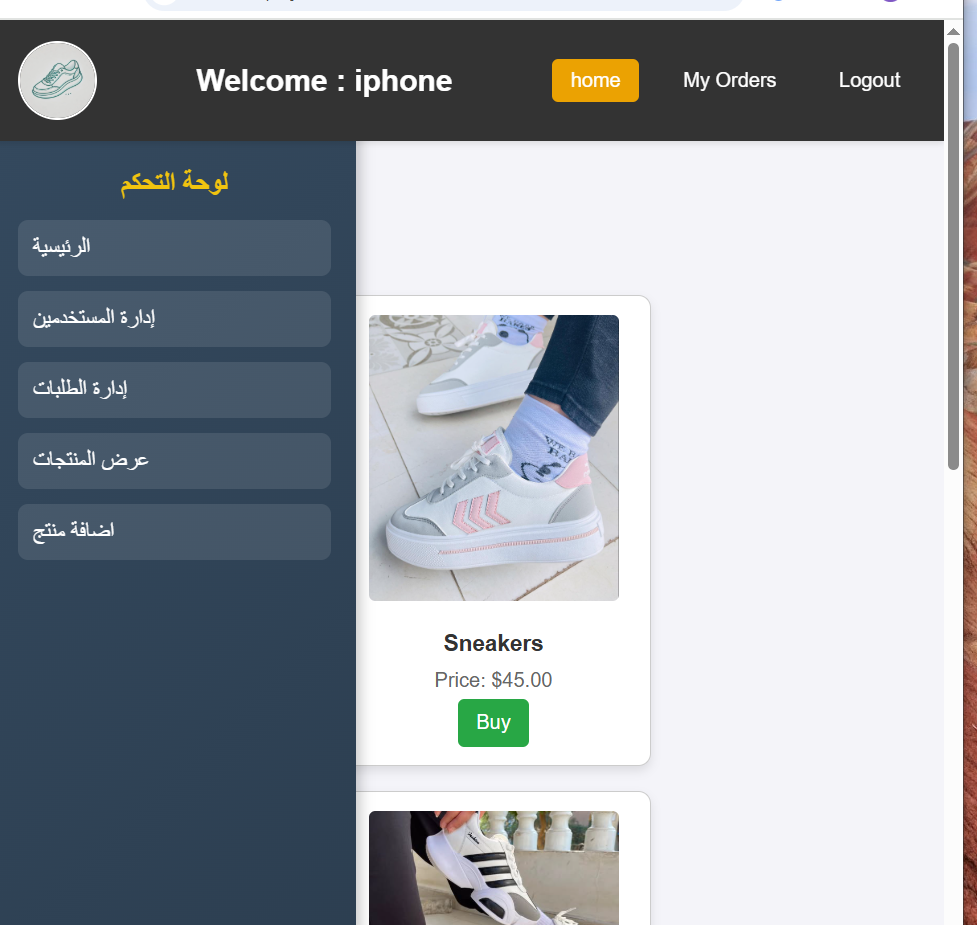 Welcome : iphone
home
My Orders
Logout
لوحة التحكم
الرئيسية
إدارة المستخدمين
إدارة الطلبات
عرض المنتجات
اضافة منتج
Sneakers
Price: $45.00
Buy